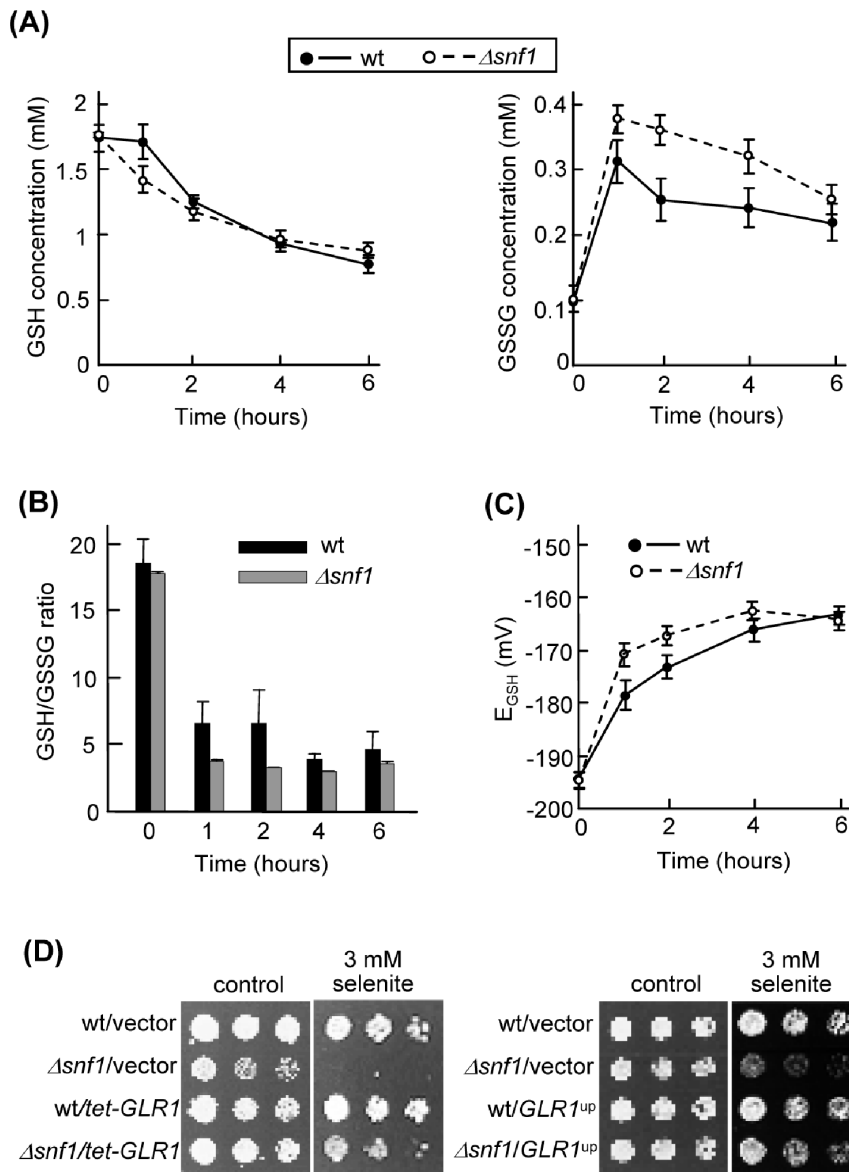 (A)
wt Δsnf1
GSH concentration (mM)
2
1.5
1
0.5
0
0 2 4 6
Time (hours)
GSSG concentration (mM)
0.4
0.3
0.2
0.1
0
0 2 4 6
Time (hours)
(B)
GSH/GSSG ratio
20
15
10
5
0
wt
Δsnf1
0 1 2 4 6
Time (hours)
(C)
EGSH (mV)
-150
-160
-170
-180
-190
-200
wt
Δsnf1
0 2 4 6
Time (hours)
(D)
control
3 mM
selenite
wt/vector
Δsnf1/vector
wt/tet-GLR1
Δsnf1/tet-GLR1
control
3 mM
selenite
wt/vector
Δsnf1/vector
wt/GLR1up
Δsnf1/GLR1up